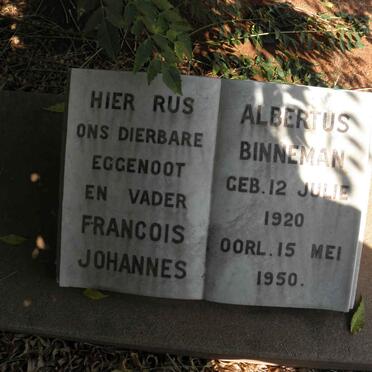 HIER RUS
ONS DIERBARE
EGGENOOT
EN VADER
FRANCOIS
JOHANNES
ALBERTUS
BINNEMAN
GEB. 12 JULIE
1920
OORL. 15 MEI
1950.